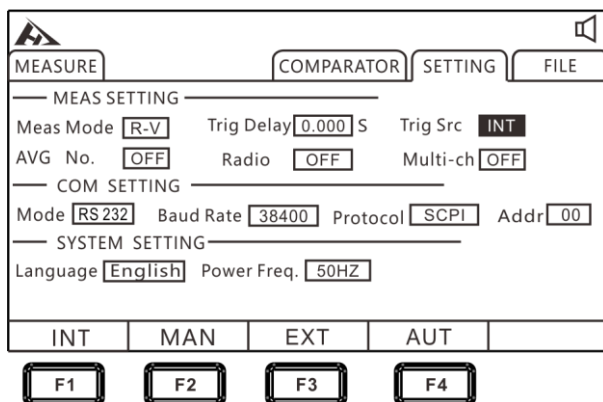 MEASURE COMPARATOR SETTING FILE
MEAS SETTING
Meas Mode R-V Trig Delay 0.000 S Trig Src INT
AVG No. OFF Radio OFF Multi-ch OFF
COM SETTING
Mode RS 232 Baud Rate 38400 Protocol SCPI Addr 00
SYSTEM SETTING
Language English Power Freq. 50HZ
INT MAN EXT AUT
F1 F2 F3 F4